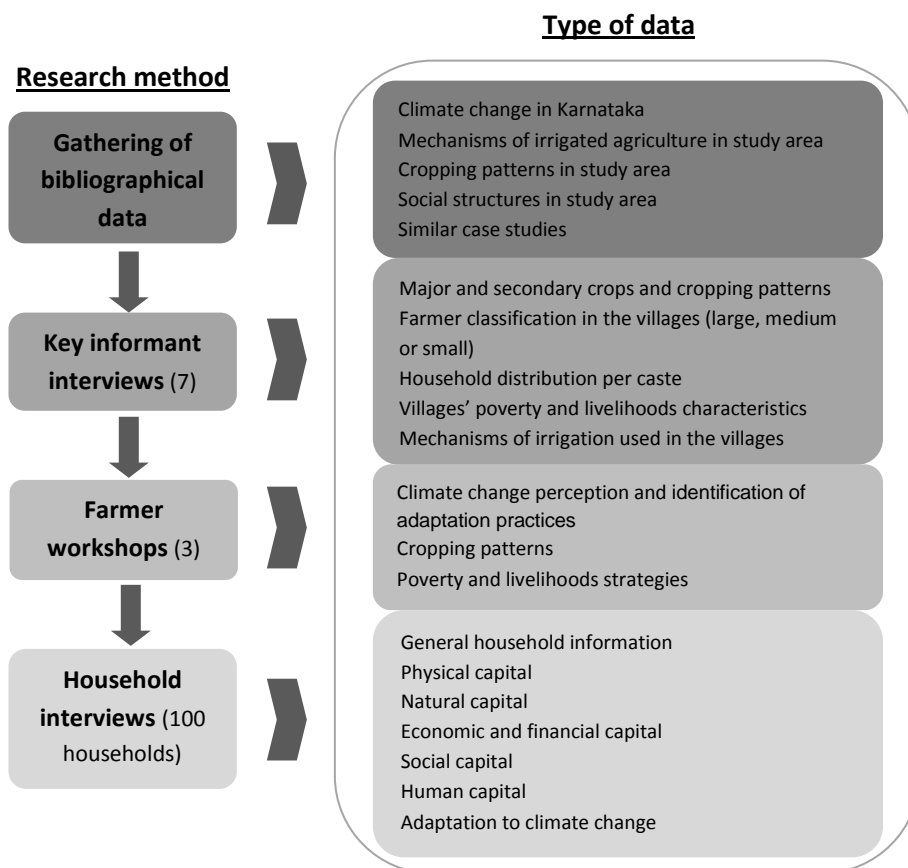 Type of data
Research method
Gathering of
bibliographical
data
Climate change in Karnataka
Mechanisms of irrigated agriculture in study area
Cropping patterns in study area
Social structures in study area
Similar case studies
Key informant
interviews (7)
Major and secondary crops and cropping patterns
Farmer classification in the villages (large, medium
or small)
Household distribution per caste
Villages’ poverty and livelihoods characteristics
Mechanisms of irrigation used in the villages
Farmer
workshops (3)
Climate change perception and identification of
adaptation practices
Cropping patterns
Poverty and livelihoods strategies
Household
interviews (100
households)
General household information
Physical capital
Natural capital
Economic and financial capital
Social capital
Human capital
Adaptation to climate change